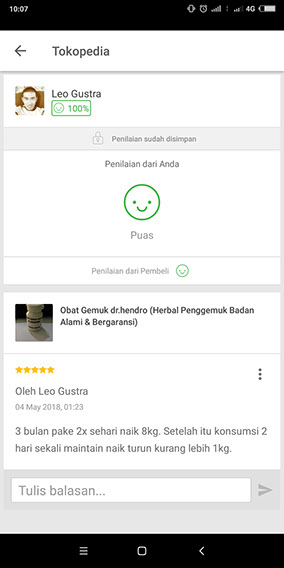 10:07
4G
Tokopedia
Leo Gustra
100%
Penilaian sudah disimpan
Penilaian dari Anda
Puas
Penilaian dari Pembeli
Obat Gemuk dr.hendro (Herbal Penggemuk Badan
Alami & Bergaransi)
Oleh Leo Gustra
04 May 2018, 01:23
3 bulan pake 2x sehari naik 8kg. Setelah itu konsumsi 2
hari sekali maintain naik turun kurang lebih 1kg.
Tulis balasan...